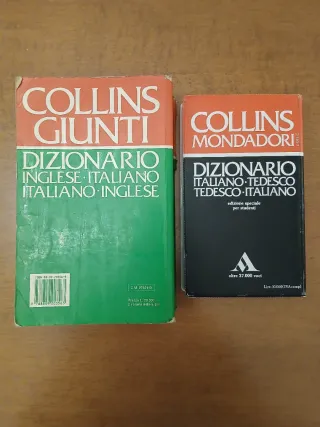 COLLINS
GIUNTI
DIZIONARIO
INGLESE·ITALIANO
ITALIANO·INGLESE
COLLINS
MONDADORI
DIZIONARIO
ITALIANO·TEDESCO
TEDESCO·ITALIANO
edizione speciale
per studenti
oltre 37 000 voci